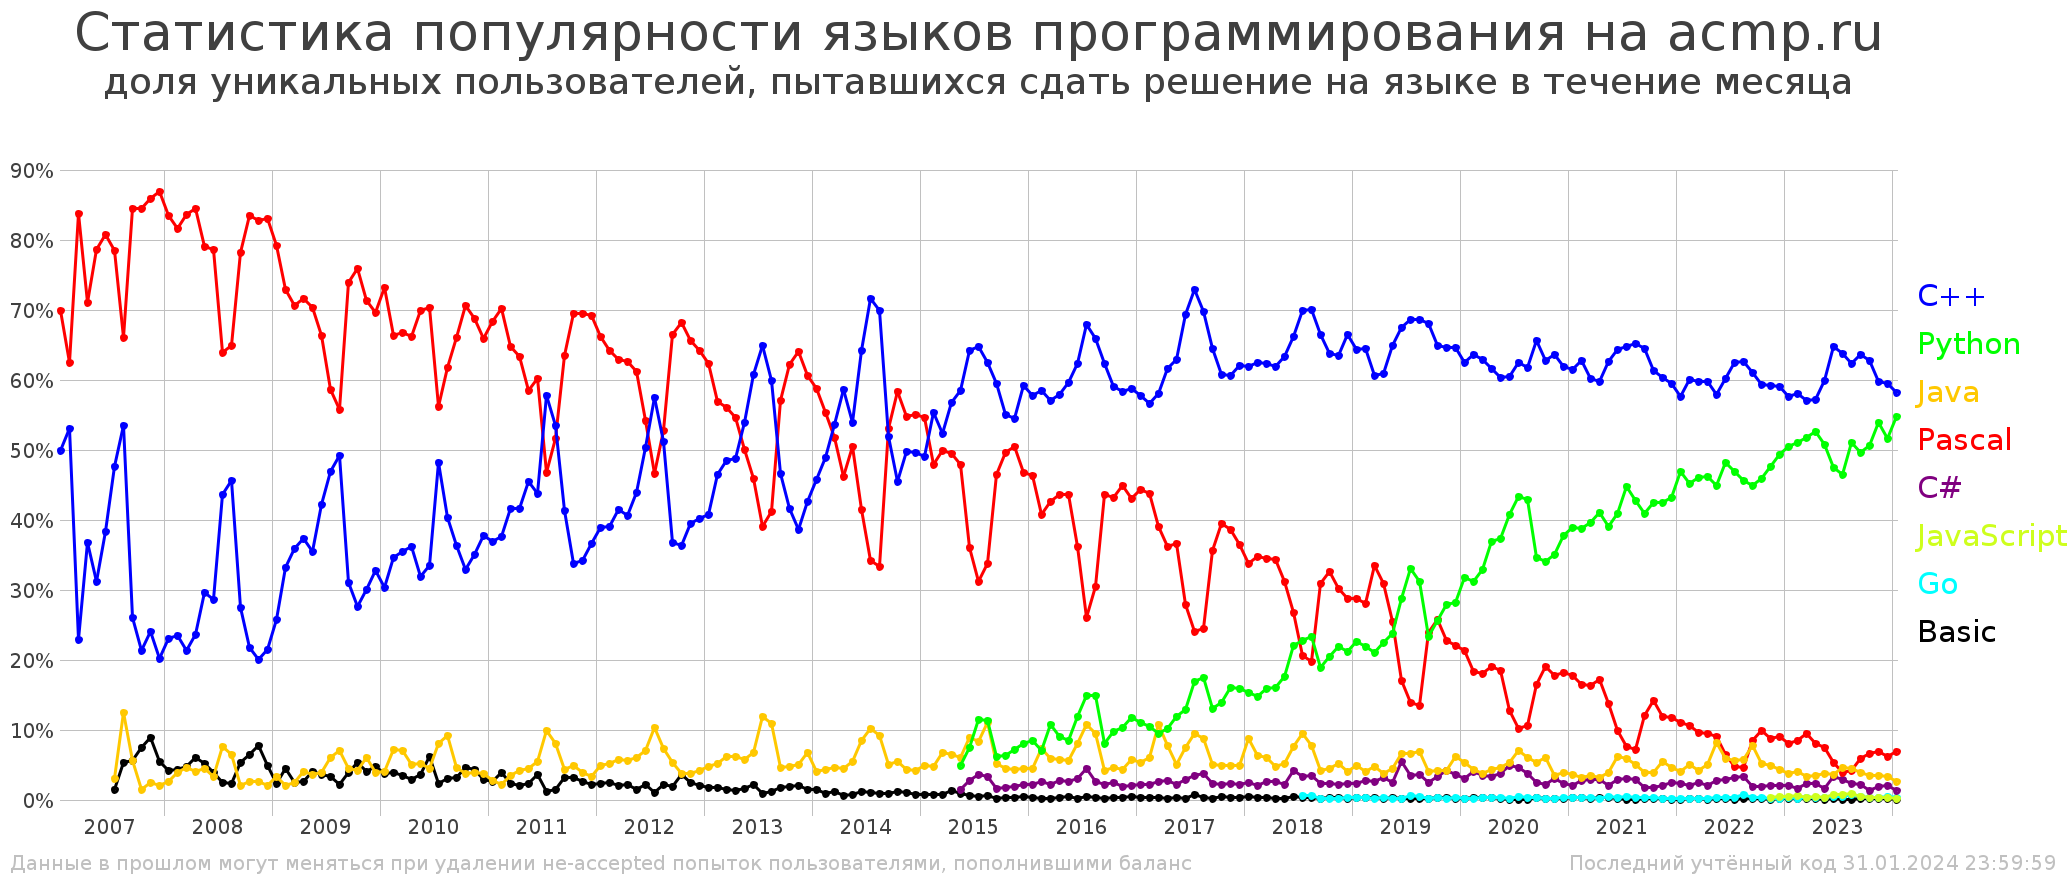 Статистика популярности языков программирования на acmp.ru
доля уникальных пользователей, пытавшихся сдать решение на языке в течение месяца
90%
80%
70%
60%
50%
40%
30%
20%
10%
0%
C++
Python
Java
Pascal
C#
JavaScript
Go
Basic
2007 2008 2009 2010 2011 2012 2013 2014 2015 2016 2017 2018 2019 2020 2021 2022 2023
Данные в прошлом могут меняться при удалении не-accepted попыток пользователями, пополнившими баланс
Последний учтённый код 31.01.2024 23:59:59